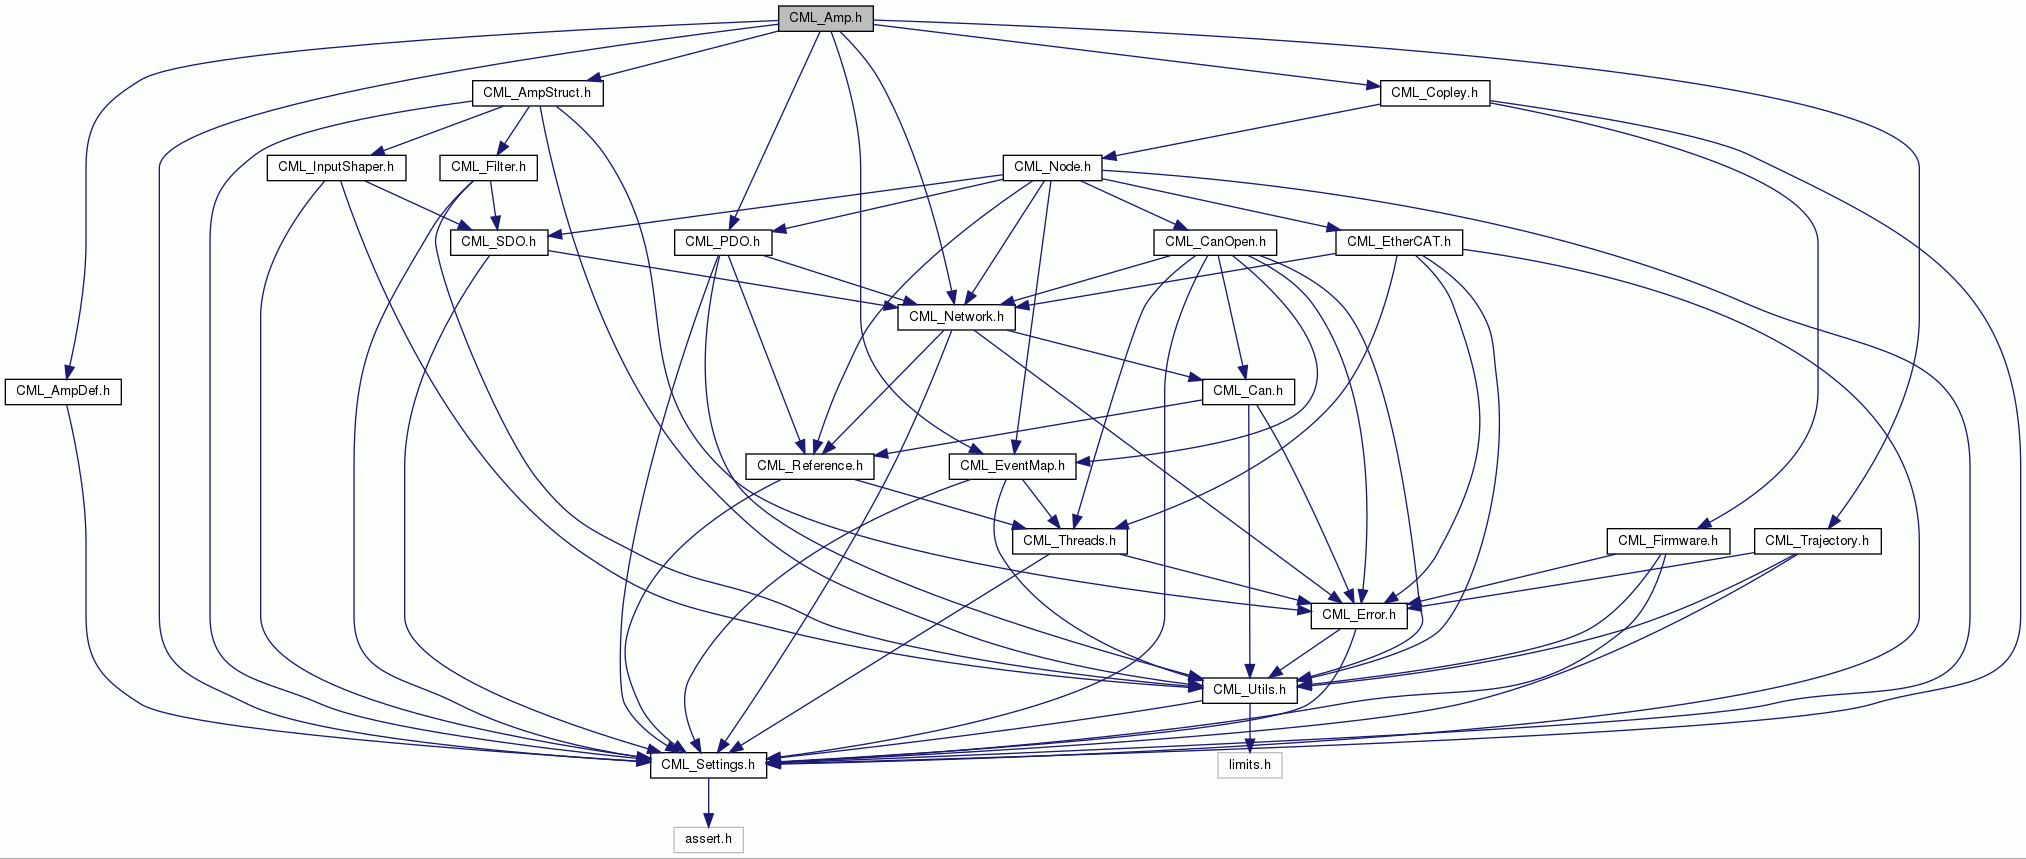 CML_Amp.h
CML_AmpStruct.h
CML_Copley.h
CML_InputShaper.h
CML_Filter.h
CML_Node.h
CML_SDO.h
CML_PDO.h
CML_CanOpen.h
CML_EtherCAT.h
CML_Network.h
CML_AmpDef.h
CML_Can.h
CML_Reference.h
CML_EventMap.h
CML_Threads.h
CML_Firmware.h
CML_Trajectory.h
CML_Error.h
CML_Utils.h
CML_Settings.h
limits.h
assert.h